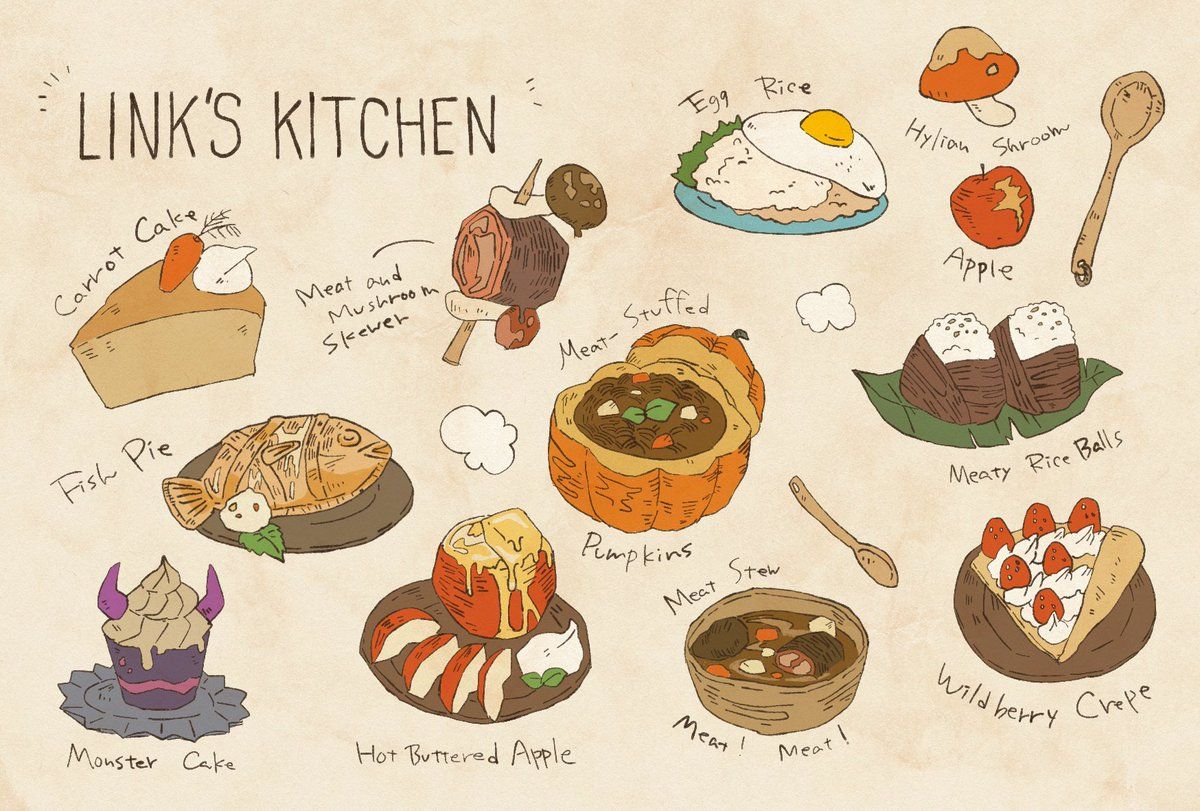 LINK'S KITCHEN
Egg Rice
Hylian Shroom
Apple
Carrot Cake
Meat and
Mushroom
Skewer
Meat-Stuffed
Pumpkins
Meaty Rice Balls
Fish Pie
Monster Cake
Hot Buttered Apple
Meat Stew
Meat! Meat!
Wildberry Crepe